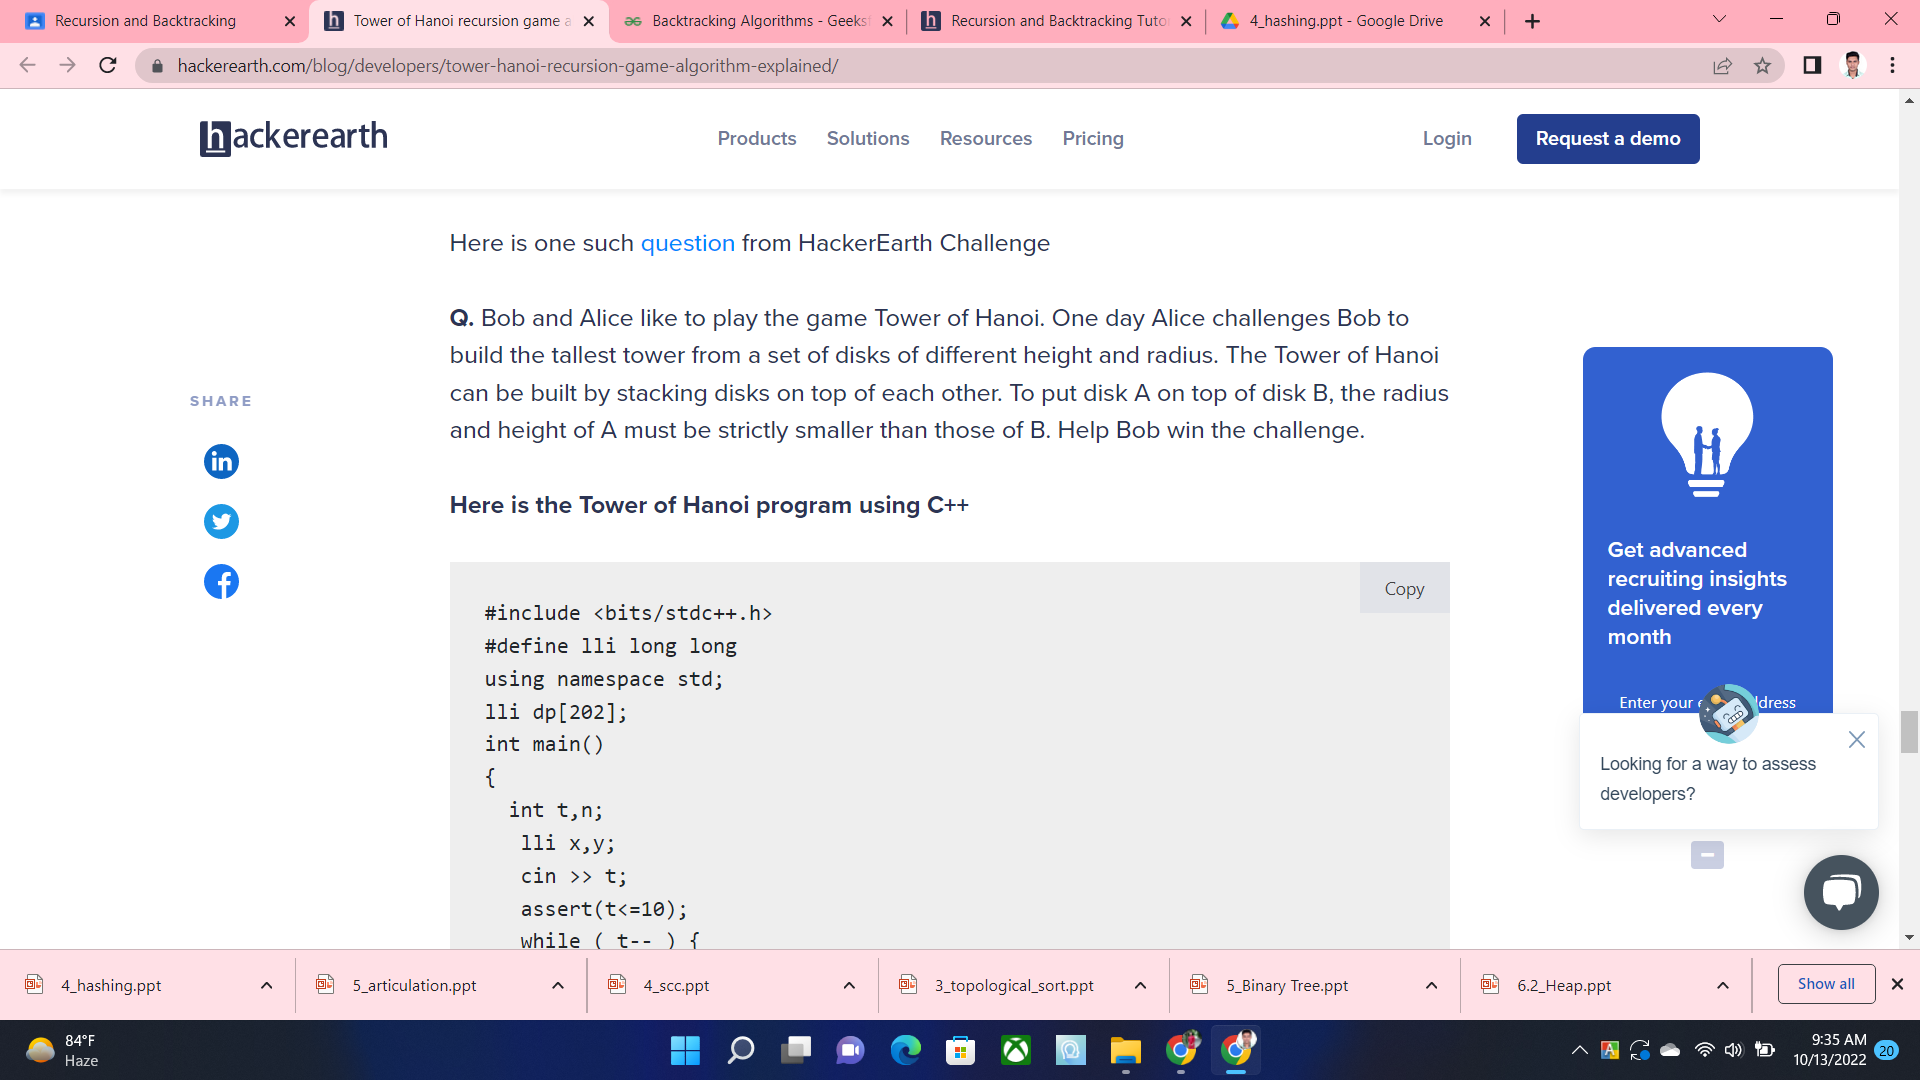 Recursion and Backtracking
Tower of Hanoi recursion game a
Backtracking Algorithms - Geeksf
Recursion and Backtracking Tuto
4_hashing.ppt - Google Drive
hackerearth.com/blog/developers/tower-hanoi-recursion-game-algorithm-explained/
hackerearth
Products Solutions Resources Pricing
Login
Request a demo
Here is one such question from HackerEarth Challenge
Q. Bob and Alice like to play the game Tower of Hanoi. One day Alice challenges Bob to
build the tallest tower from a set of disks of different height and radius. The Tower of Hanoi
can be built by stacking disks on top of each other. To put disk A on top of disk B, the radius
and height of A must be strictly smaller than those of B. Help Bob win the challenge.
SHARE
in
Here is the Tower of Hanoi program using C++
Copy
#include <bits/stdc++.h>
#define lli long long
using namespace std;
lli dp[202];
int main()
{
int t,n;
lli x,y;
cin >> t;
assert(t<=10);
while ( t-- ) {
Get advanced
recruiting insights
delivered every
month
Enter your e dress
Looking for a way to assess
developers?
4_hashing.ppt
5_articulation.ppt
4_scc.ppt
3_topological_sort.ppt
5_Binary Tree.ppt
6.2_Heap.ppt
Show all
84°F
Haze
A
9:35 AM
10/13/2022
20